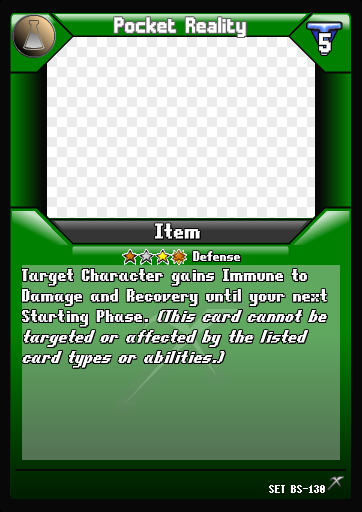 Pocket Reality
5
Item
Defense
Target Character gains Immune to
Damage and Recovery until your next
Starting Phase. (This card cannot be
targeted or affected by the listed
card types or abilities.)
SET BS-130